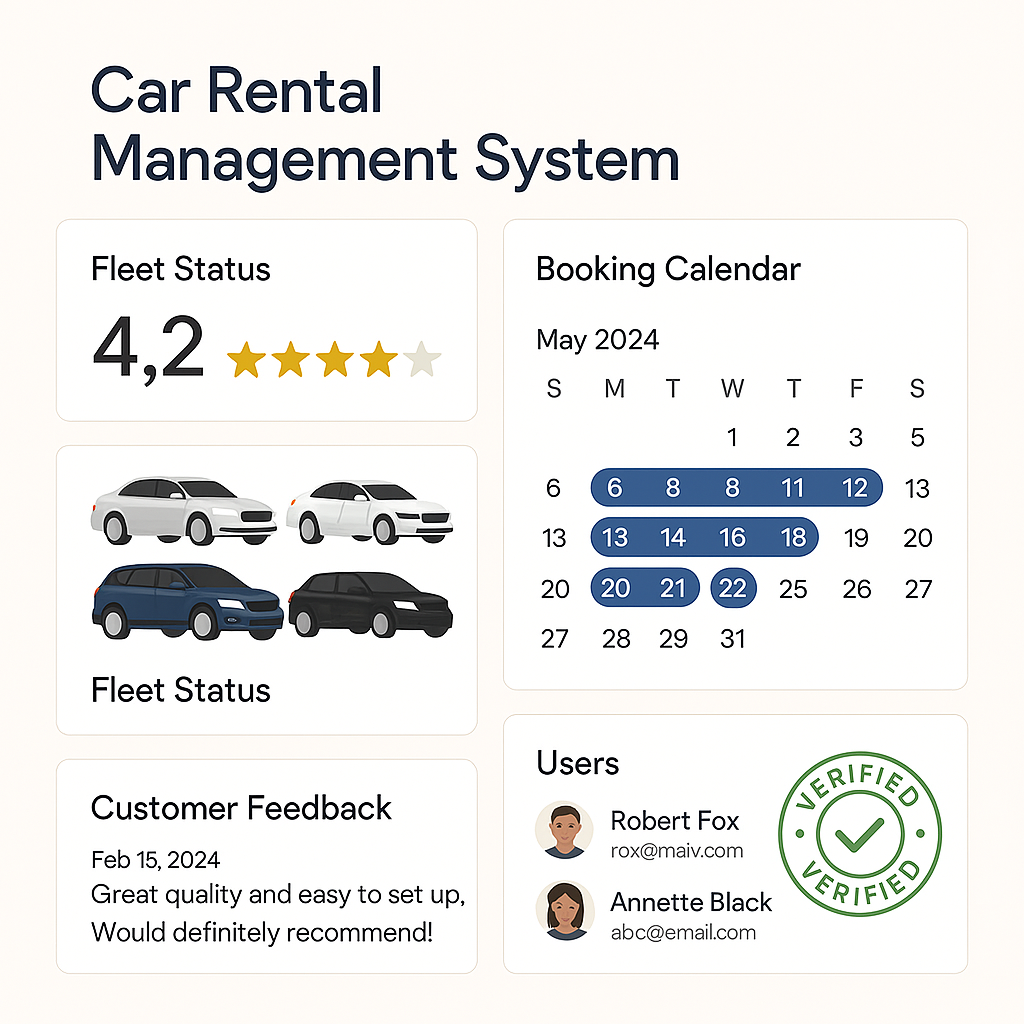 Car Rental
Management System
Fleet Status
4,2
Fleet Status
Customer Feedback
Feb 15, 2024
Great quality and easy to set up,
Would definitely recommend!
Booking Calendar
May 2024
S M T W T F S
1 2 3 5
6 6 8 8 11 12 13
13 13 14 16 18 19 20
20 20 21 22 25 26 27
27 28 29 31
Users
Robert Fox
rox@maiv.com
Annette Black
abc@email.com
VERIFIED
VERIFIED